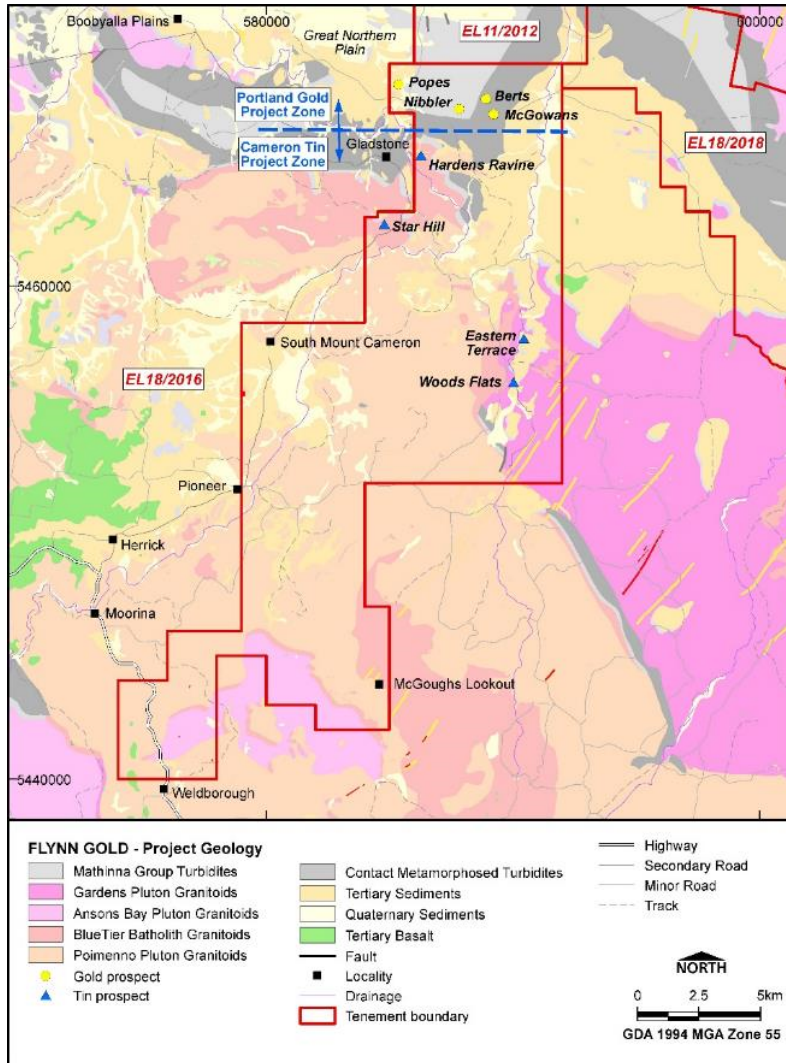 Boobyalla Plains
580000
Great Northern
Plain
EL11/2012
600000
Popes
Nibbler
Berts
McGowans
Portland Gold
Project Zone
Cameron Tin
Project Zone
Gladstone
Hardens Ravine
EL18/2018
Star Hill
5460000
South Mount Cameron
Eastern
Terrace
EL18/2016
Woods Flats
Pioneer
Herrick
Moorina
McGoughs Lookout
5440000
Weldborough
FLYNN GOLD - Project Geology
Mathinna Group Turbidites
Gardens Pluton Granitoids
Ansons Bay Pluton Granitoids
BlueTier Batholith Granitoids
Poimenno Pluton Granitoids
Gold prospect
Tin prospect
Contact Metamorphosed Turbidites
Tertiary Sediments
Quaternary Sediments
Tertiary Basalt
Fault
Locality
Drainage
Tenement boundary
Highway
Secondary Road
Minor Road
Track
NORTH
0 2.5 5km
GDA 1994 MGA Zone 55